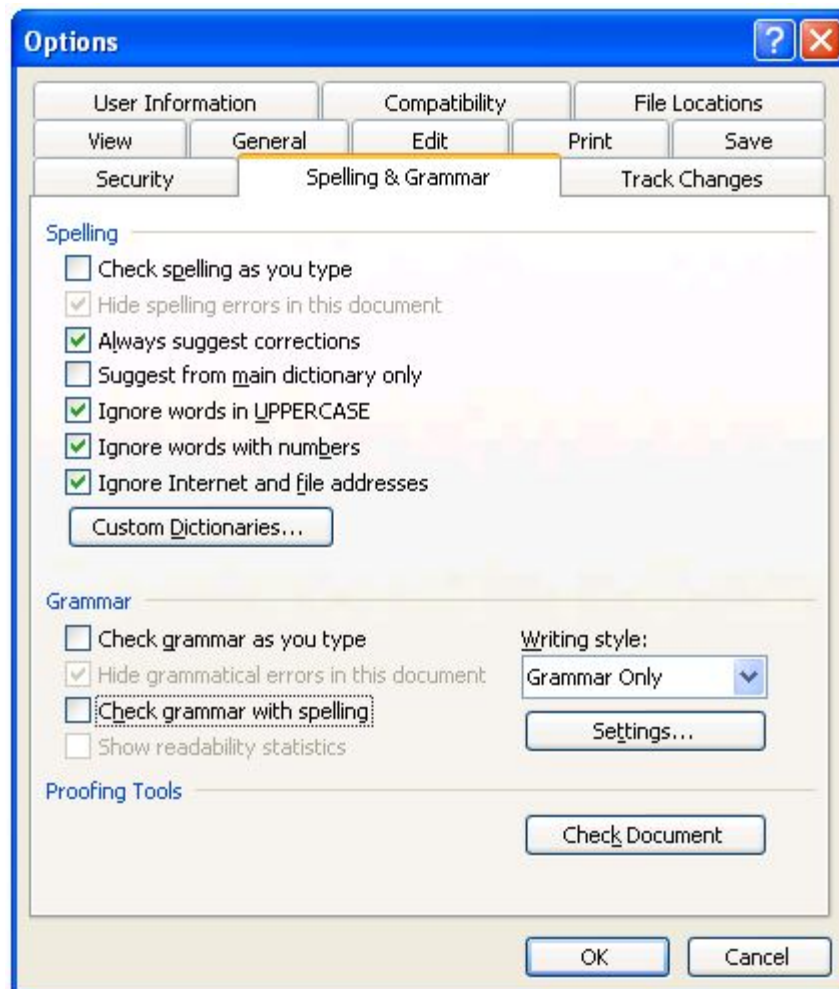 Options
User Information Compatibility File Locations
View General Edit Print Save
Security Spelling & Grammar Track Changes
Spelling
Check spelling as you type
Hide spelling errors in this document
Always suggest corrections
Suggest from main dictionary only
Ignore words in UPPERCASE
Ignore words with numbers
Ignore Internet and file addresses
Custom Dictionaries...
Grammar
Check grammar as you type Writing style:
Hide grammatical errors in this document Grammar Only
Check grammar with spelling Settings...
Show readability statistics
Proofing Tools
Check Document
OK Cancel